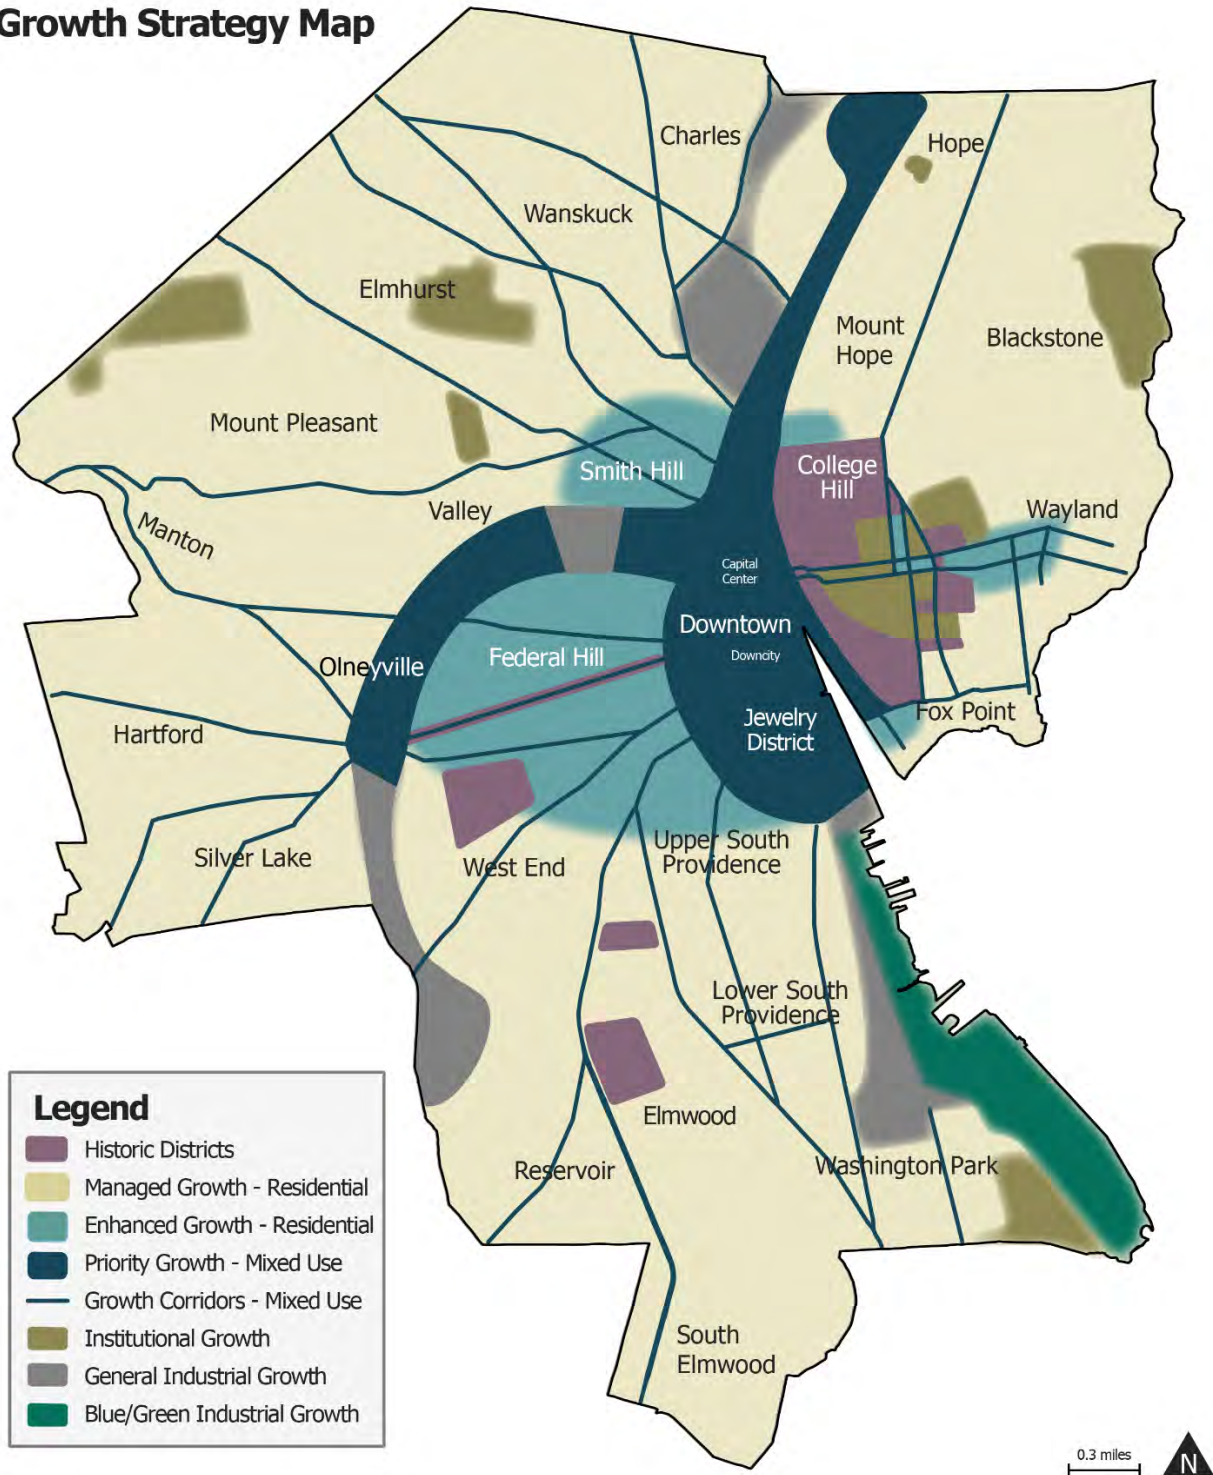 Growth Strategy Map
Charles
Hope
Wanskuck
Elmhurst
Mount
Hope
Blackstone
Mount Pleasant
Smith Hill
College
Hill
Valley
Wayland
Manton
Capital
Center
Downtown
Downcity
Federal Hill
Olneyville
Jewelry
District
Fox Point
Hartford
Silver Lake
West End
Upper South
Providence
Lower South
Providence
Elmwood
Reservoir
Washington Park
South
Elmwood
Legend
Historic Districts
Managed Growth - Residential
Enhanced Growth - Residential
Priority Growth - Mixed Use
Growth Corridors - Mixed Use
Institutional Growth
General Industrial Growth
Blue/Green Industrial Growth
0.3 miles
N